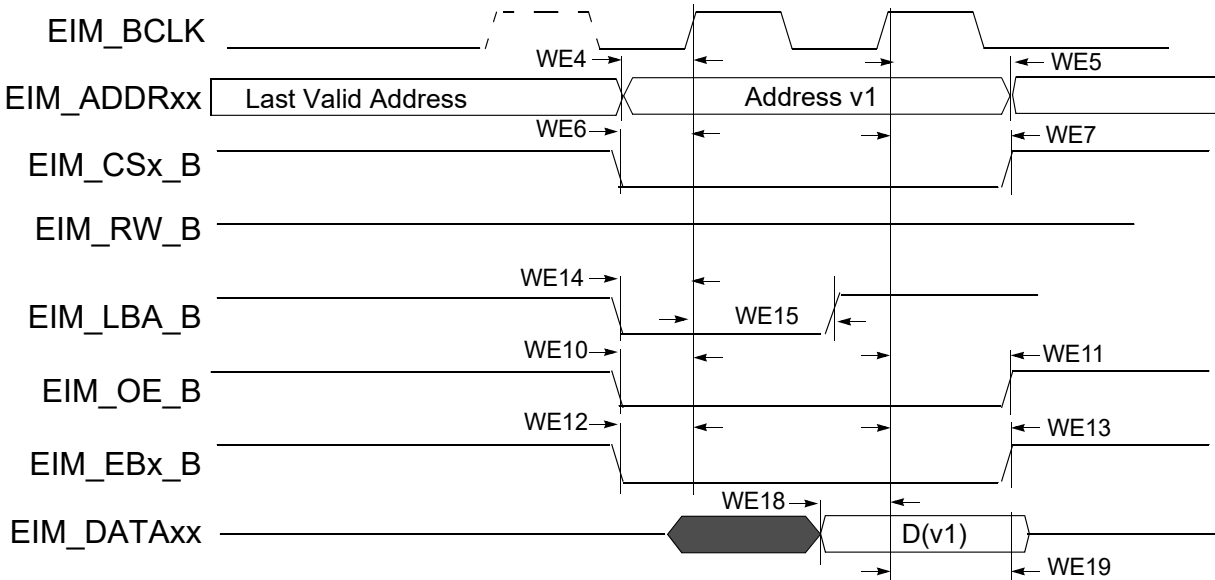 EIM_BCLK
WE4
WE5
EIM_ADDRxx
Last Valid Address
Address v1
WE6
WE7
EIM_CSx_B
EIM_RW_B
WE14
EIM_LBA_B
WE15
WE10
WE11
EIM_OE_B
WE12
WE13
EIM_EBx_B
WE18
EIM_DATAxx
D(v1)
WE19